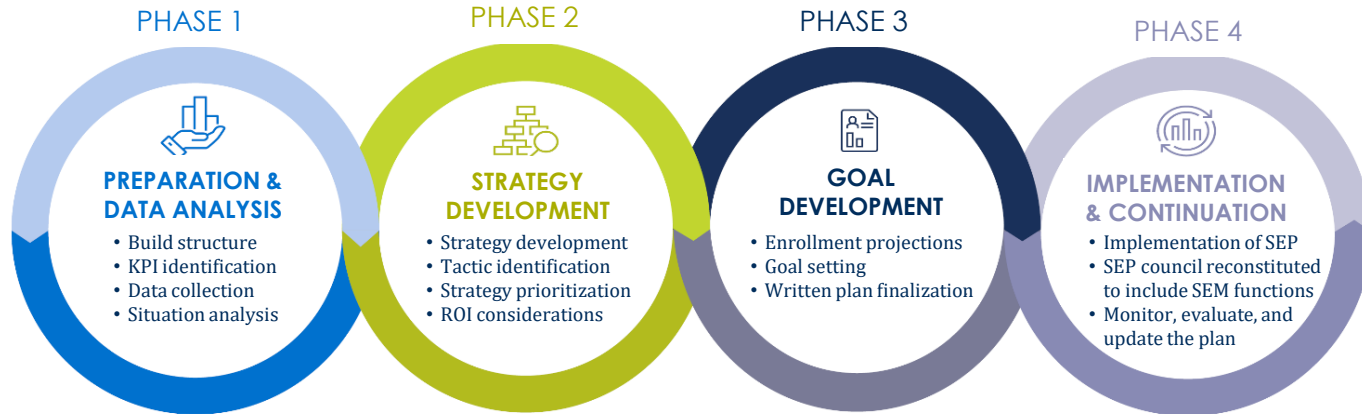 PHASE 1
PREPARATION &
DATA ANALYSIS
• Build structure
• KPI identification
• Data collection
• Situation analysis
PHASE 2
STRATEGY
DEVELOPMENT
• Strategy development
• Tactic identification
• Strategy prioritization
• ROI considerations
PHASE 3
GOAL
DEVELOPMENT
• Enrollment projections
• Goal setting
• Written plan finalization
PHASE 4
IMPLEMENTATION
& CONTINUATION
• Implementation of SEP
• SEP council reconstituted
to include SEM functions
• Monitor, evaluate, and
update the plan